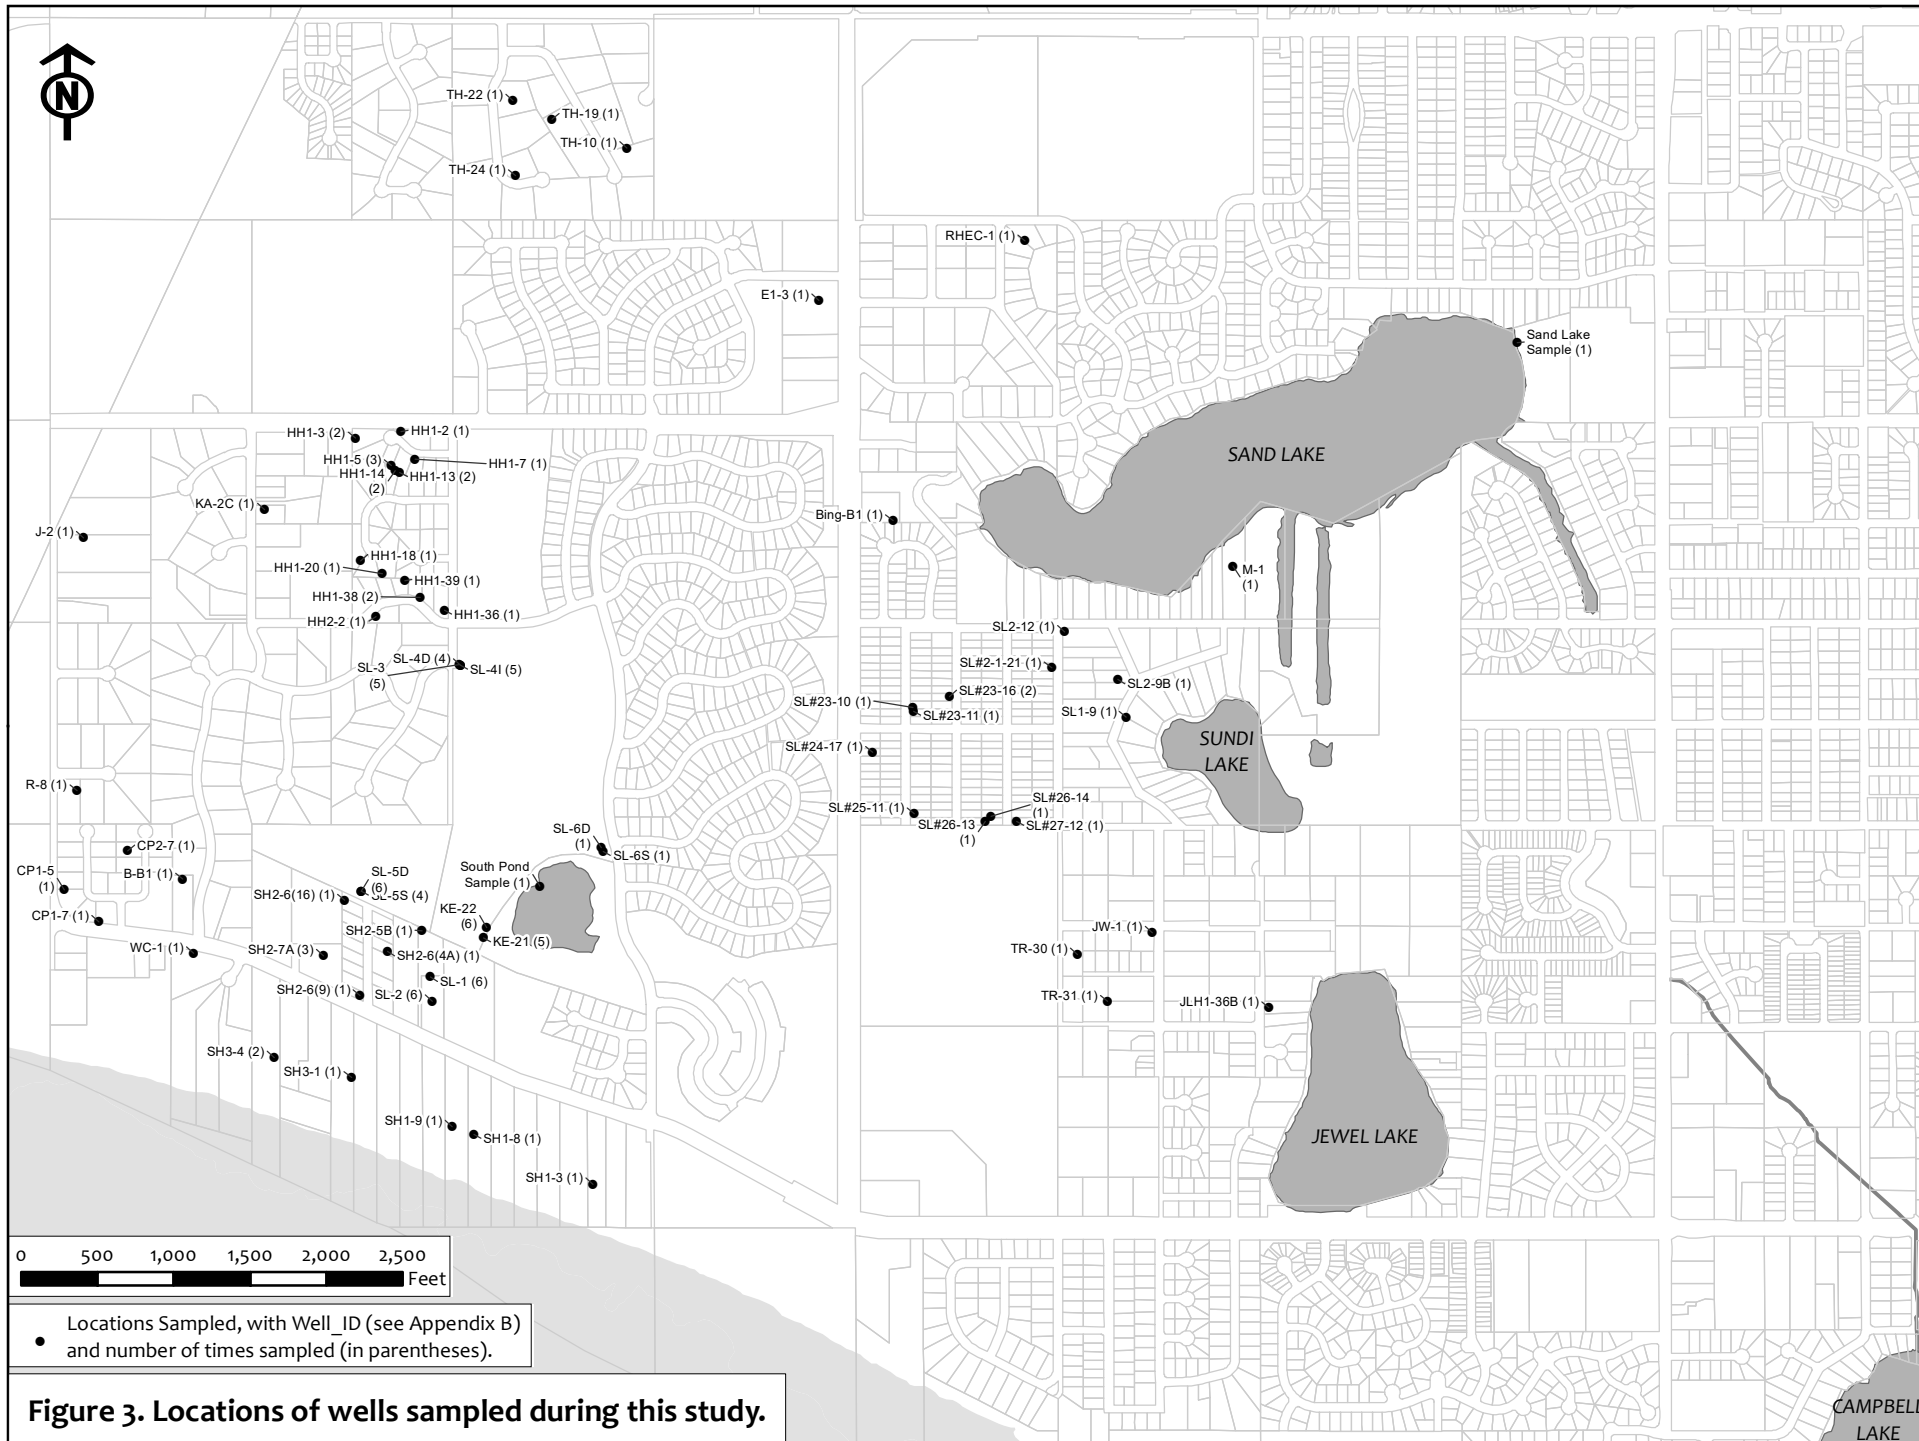 N
TH-22 (1)
TH-19 (1)
TH-10 (1)
TH-24 (1)
RHEC-1 (1)
E1-3 (1)
Sand Lake
Sample (1)
SAND LAKE
HH1-3 (2)
HH1-2 (1)
HH1-5 (3)
HH1-7 (1)
HH1-14
(2)
HH1-13 (2)
KA-2C (1)
J-2 (1)
Bing-B1 (1)
HH1-18 (1)
HH1-20 (1)
HH1-39 (1)
HH1-38 (2)
HH1-36 (1)
HH2-2 (1)
M-1
(1)
SL2-12 (1)
SL-4D (4)
SL-3
(5)
SL-4I (5)
SL#2-1-21 (1)
SL2-9B (1)
SL#23-16 (2)
SL#23-10 (1)
SL#23-11 (1)
SL1-9 (1)
SUNDI
LAKE
SL#24-17 (1)
R-8 (1)
SL#25-11 (1)
SL#26-14
(1)
SL#26-13
(1)
SL#27-12 (1)
SL-6D
(1)
SL-6S (1)
CP2-7 (1)
CP1-5
(1)
B-B1 (1)
SL-5D
(6)
SL-5S (4)
SH2-6(16) (1)
South Pond
Sample (1)
KE-22
(6)
KE-21 (5)
CP1-7 (1)
SH2-5B (1)
WC-1 (1)
SH2-7A (3)
SH2-6(4A) (1)
JW-1 (1)
TR-30 (1)
SL-1 (6)
SH2-6(9) (1)
SL-2 (6)
TR-31 (1)
JLH1-36B (1)
SH3-4 (2)
SH3-1 (1)
SH1-9 (1)
SH1-8 (1)
JEWEL LAKE
SH1-3 (1)
0 500 1,000 1,500 2,000 2,500
Feet
Locations Sampled, with Well_ID (see Appendix B)
and number of times sampled (in parentheses).
Figure 3. Locations of wells sampled during this study.
CAMPBELL
LAKE